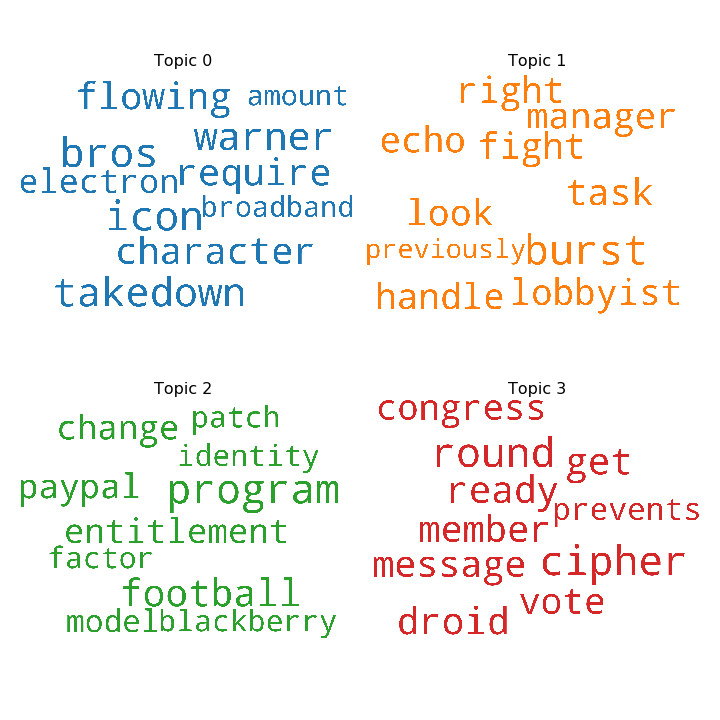 Topic 0
flowing amount
warner
bros
require
electron
broadband
icon
character
takedown
Topic 1
right
manager
echo fight
task
look
previously burst
handle lobbyist
Topic 2
change patch
identity
paypal program
entitlement
factor
football
model blackberry
Topic 3
congress
round get
ready
prevents
member
message cipher
vote
droid